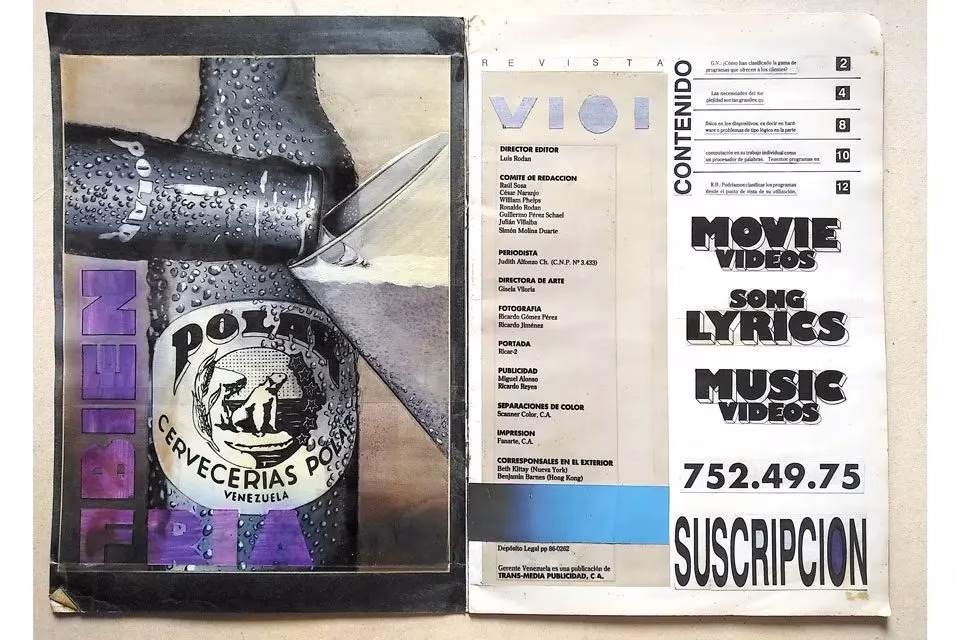 POLAR
POLAR
CERVECERIAS POLAR
VENEZUELA
BIEN
FRIA
REVISTA
VIOI
DIRECTOR EDITOR
Luis Rodan
COMITE DE REDACCION
Raúl Sosa
César Naranjo
William Phelps
Ronaldo Rodan
Guillermo Pérez Schael
Julián Villalba
Simón Molina Duarte
PERIODISTA
Judith Alfonzo Ch. (C.N.P. Nº 3.433)
DIRECTORA DE ARTE
Gisela Viloria
FOTOGRAFIA
Ricardo Gómez Pérez
Ricardo Jiménez
PORTADA
Ricar-2
PUBLICIDAD
Miguel Alonso
Ricardo Reyes
SEPARACIONES DE COLOR
Scanner Color, C.A.
IMPRESION
Fanarte, C.A.
CORRESPONSALES EN EL EXTERIOR
Beth Kittay (Nueva York)
Benjamin Barnes (Hong Kong)
Depósito Legal pp 86-0262
Gerente Venezuela es una publicación de
TRANS-MEDIA PUBLICIDAD, C A.
CONTENIDO
G.V.: ¿Cómo han clasificado la gama de
programas que ofrecen a los clientes?
2
Las necesidades del me
plejidad son tan grandes, qu
4
físico en los dispositivos, es decir en hard-
ware o problemas de tipo lógico en la parte
8
computación en su trabajo individual como
un procesador de palabras. Tenemos programas en
10
R.B.: Podríamos clasificar los programas
desde el punto de vista de su utilización,
12
MOVIE
VIDEOS
SONG
LYRICS
MUSIC
VIDEOS
752.49.75
SUSCRIPCION